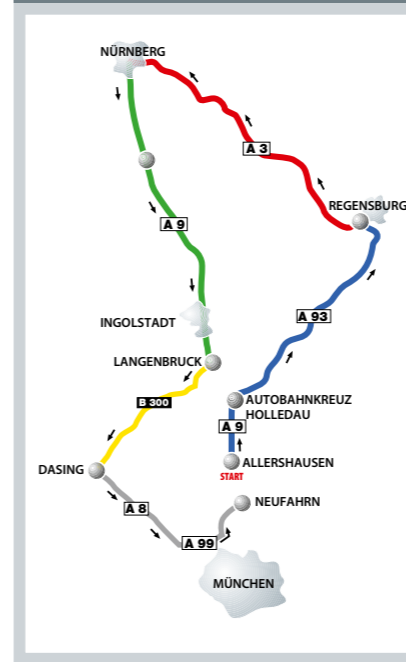 NÜRNBERG
A 3
REGENSBURG
A 9
A 93
INGOLSTADT
LANGENBRUCK
B 300
AUTOBAHNKREUZ
HOLLEDAU
A 9
ALLERSHAUSEN
START
DASING
NEUFAHRN
A 8
A 99
MÜNCHEN